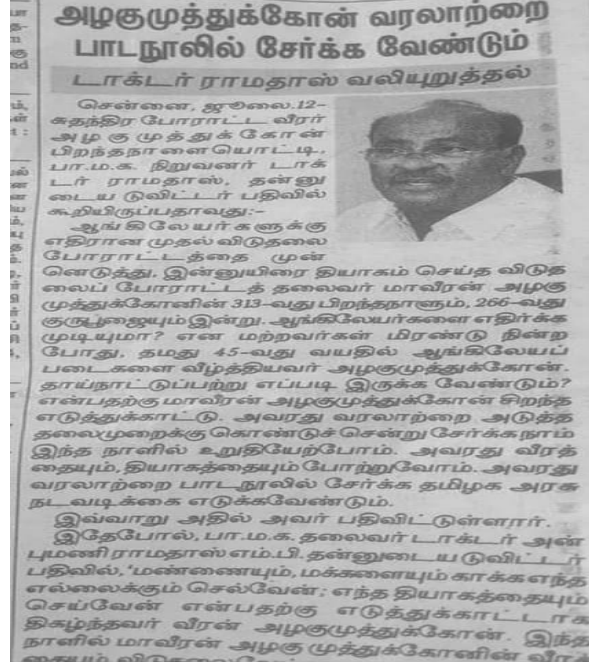 அழகுமுத்துக்கோன் வரலாற்றை
பாடநூலில் சேர்க்க வேண்டும்
டாக்டர் ராமதாஸ் வலியுறுத்தல்
சென்னை, ஜூலை.12-
சுதந்திர போராட்ட வீரர்
அழகுமுத்துக்கோன்
பிறந்தநாளையொட்டி,
பா.ம.க. நிறுவனர் டாக்
டர் ராமதாஸ், தன்னு
டைய டுவிட்டர் பதிவில்
கூறியிருப்பதாவது:-
ஆங்கிலேயர்களுக்கு
எதிரான முதல் விடுதலை
போராட்டத்தை முன்
னெடுத்து, இன்னுயிரை தியாகம் செய்த விடுத
லைப் போராட்டத் தலைவர் மாவீரன் அழகு
முத்துக்கோனின் 313-வது பிறந்தநாளும், 266-வது
குருபூஜையும் இன்று. ஆங்கிலேயர்களை எதிர்க்க
முடியுமா? என மற்றவர்கள் மிரண்டு நின்ற
போது, தமது 45-வது வயதில் ஆங்கிலேயப்
படைகளை வீழ்த்தியவர் அழகுமுத்துக்கோன்.
தாய்நாட்டுப்பற்று எப்படி இருக்க வேண்டும்?
என்பதற்கு மாவீரன் அழகுமுத்துக்கோன் சிறந்த
எடுத்துக்காட்டு. அவரது வரலாற்றை அடுத்த
தலைமுறைக்கு கொண்டுச் சென்று சேர்க்க நாம்
இந்த நாளில் உறுதியேற்போம். அவரது வீரத்
தையும், தியாகத்தையும் போற்றுவோம். அவரது
வரலாற்றை பாடநூலில் சேர்க்க தமிழக அரசு
நடவடிக்கை எடுக்கவேண்டும்.
இவ்வாறு அதில் அவர் பதிவிட்டுள்ளார்.
இதேபோல், பா.ம.க. தலைவர் டாக்டர் அன்
புமணி ராமதாஸ் எம்.பி. தன்னுடைய டுவிட்டர்
பதிவில், 'மண்ணையும், மக்களையும் காக்க எந்த
எல்லைக்கும் செல்வேன்; எந்த தியாகத்தையும்
செய்வேன் என்பதற்கு எடுத்துக்காட்டாக
திகழ்ந்தவர் வீரன் அழகுமுத்துக்கோன். இந்த
நாளில் மாவீரன் அழகு முத்துக்கோனின் வீரத்